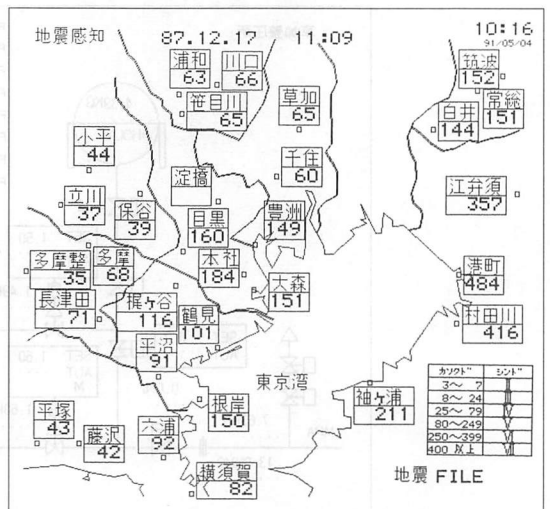 地震感知
87.12.17 11:09
10:16
91/05/04
浦和
63
川口
66
筑波
152
笹目川
65
草加
65
白井
144
常総
151
小平
44
千住
60
淀橋
立川
37
保谷
39
目黒
160
豊洲
149
江弁須
357
多摩整
35
多摩
68
本社
184
大森
151
港町
484
長津田
71
梶ヶ谷
116
鶴見
101
村田川
416
平沼
91
東京湾
袖ヶ浦
211
根岸
150
平塚
43
藤沢
42
六浦
92
横須賀
82
カソクド シンド
3〜 7 Ⅱ
8〜 24 Ⅲ
25〜 79 Ⅳ
80〜249 Ⅴ
250〜399 Ⅵ
400 以上 Ⅶ
地震 FILE